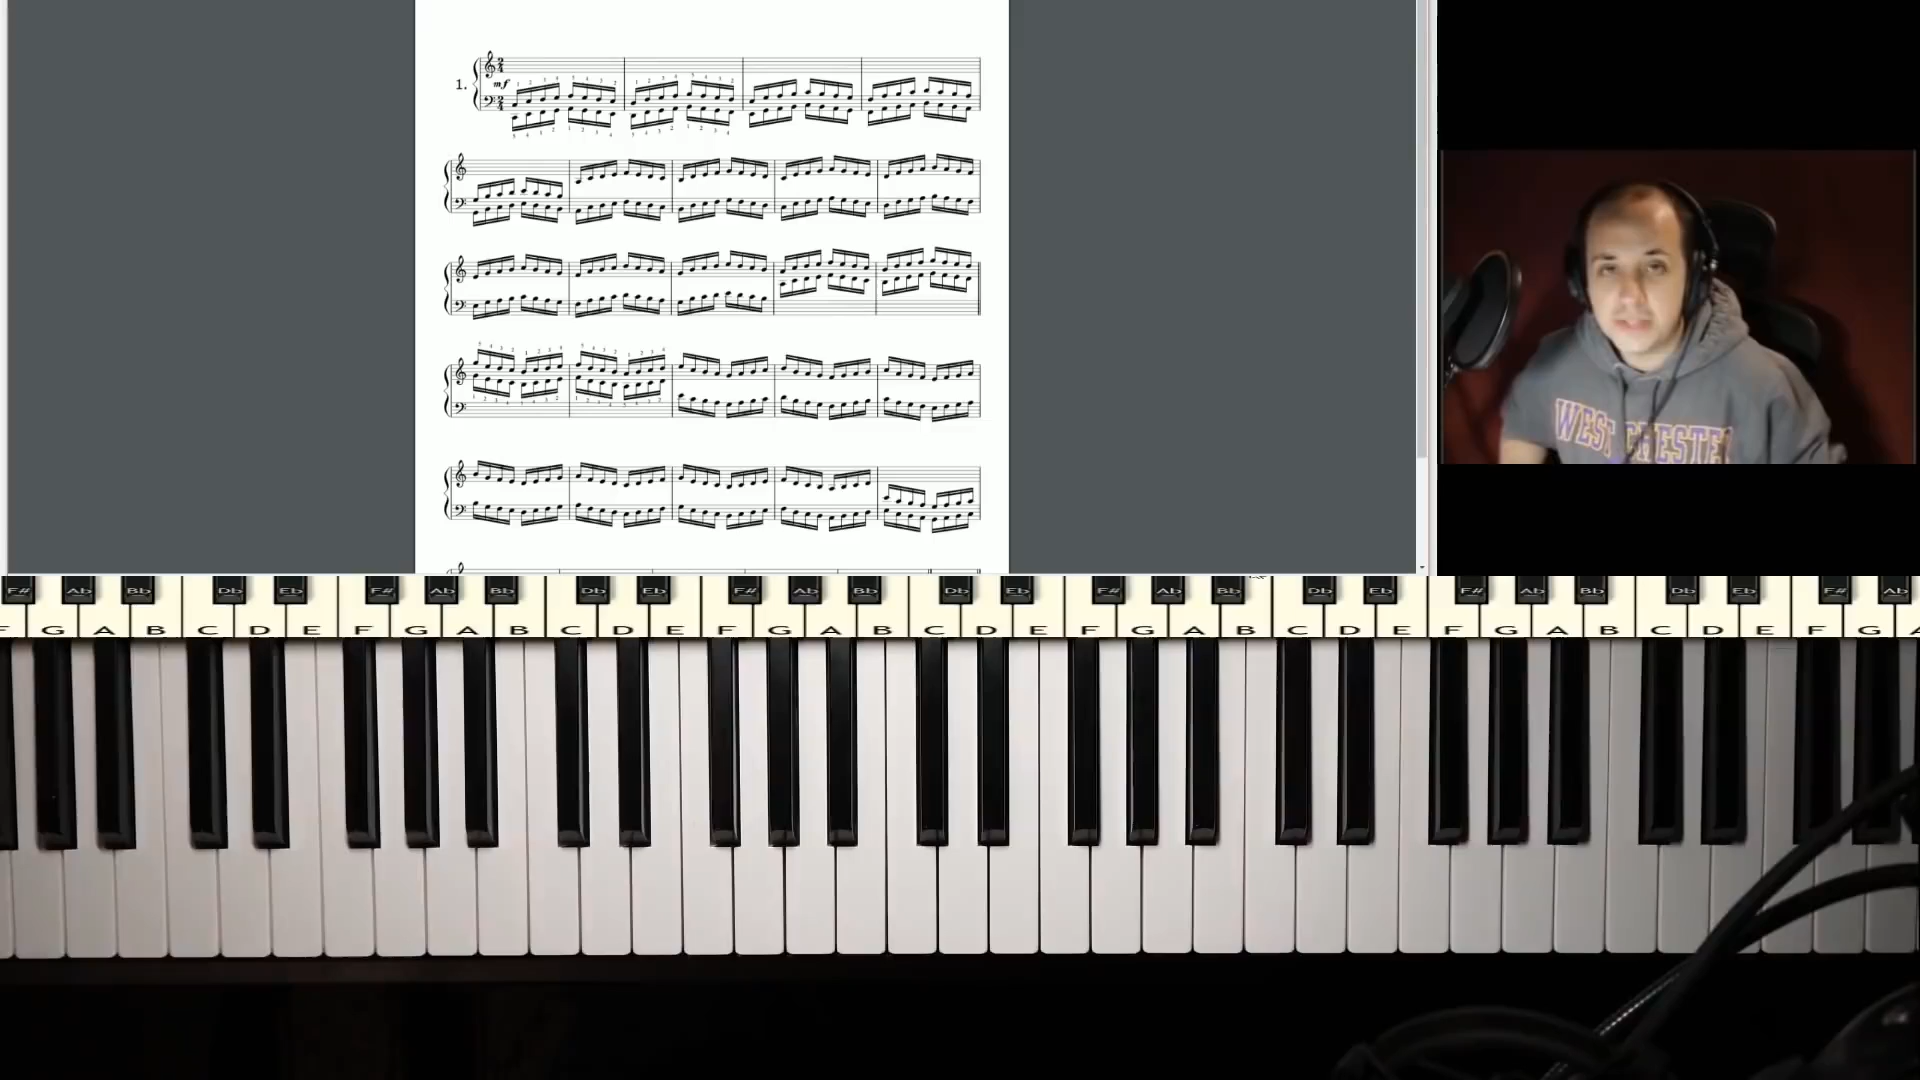 1.
mf
WEST CHESTER
F# Ab Bb Db Eb F# Ab Bb Db Eb F# Ab Bb Db Eb F# Ab Bb Db Eb F# Ab Bb Db Eb F# Ab
F G A B C D E F G A B C D E F G A B C D E F G A B C D E F G A B C D E F G A